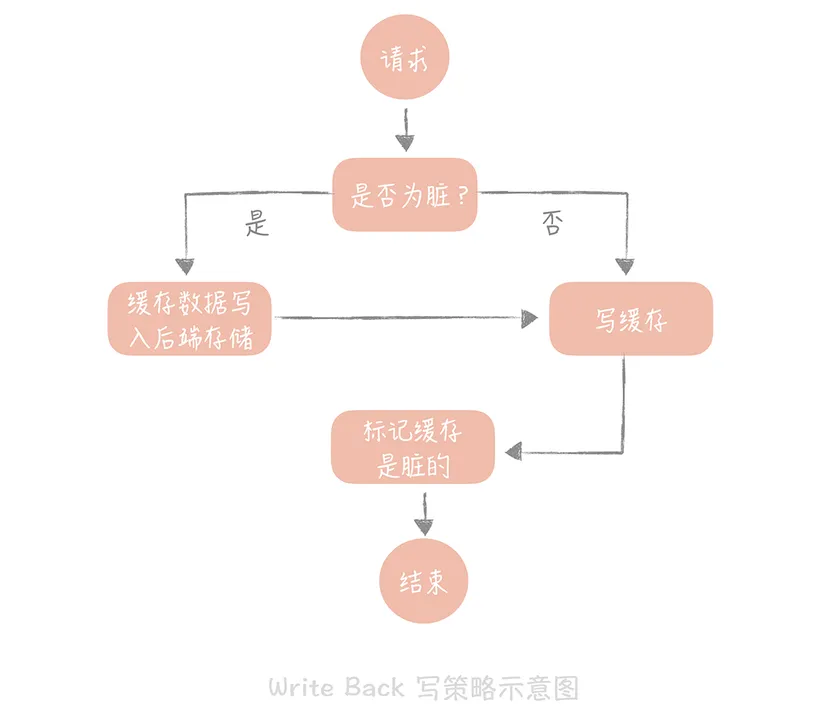 请求
是否为脏?
是
否
缓存数据写
入后端存储
写缓存
标记缓存
是脏的
结束
Write Back 写策略示意图